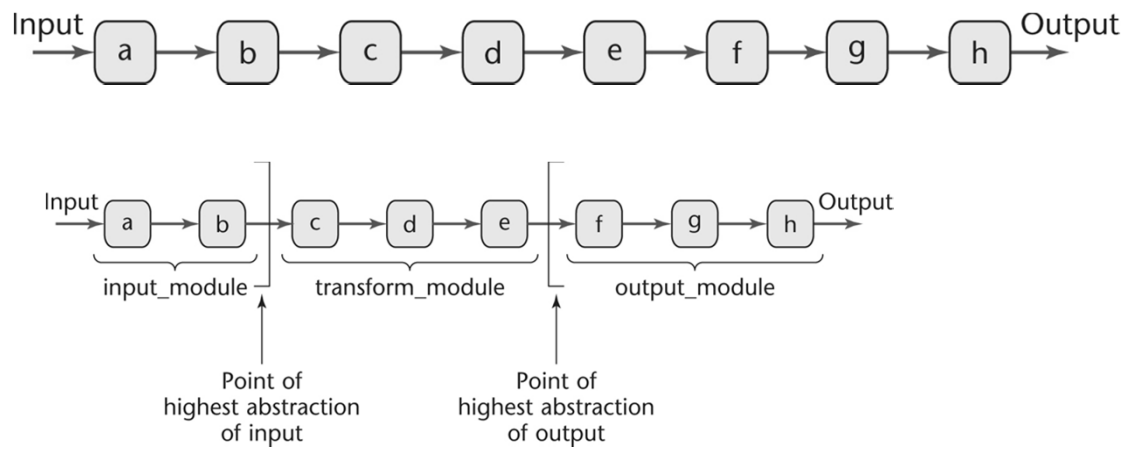 Input a b c d e f g h Output
Input a b c d e f g h Output
input_module transform_module output_module
Point of
highest abstraction
of input
Point of
highest abstraction
of output